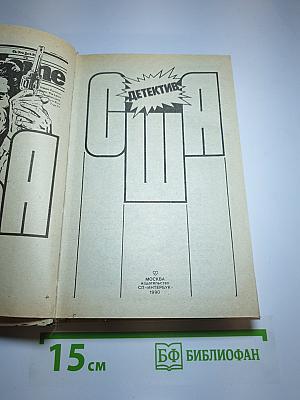 ДЕТЕКТИВ
США
МОСКВА
ИЗДАТЕЛЬСТВО
СП «ИНТЕРБУК»
1990
15 см
БФ БИБЛИОФАН